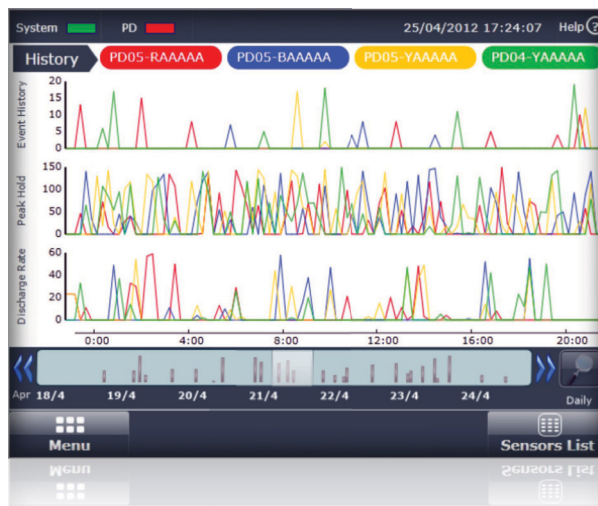 System PD 25/04/2012 17:24:07 Help ?
History PD05-RAAAAA PD05-BAAAAA PD05-YAAAAA PD04-YAAAAA
Event History
20
15
10
5
0
Peak Hold
150
100
50
0
Discharge Rate
60
40
20
0
0:00 4:00 8:00 12:00 16:00 20:00
Apr 18/4 19/4 20/4 21/4 22/4 23/4 24/4 Daily
Menu Sensors List